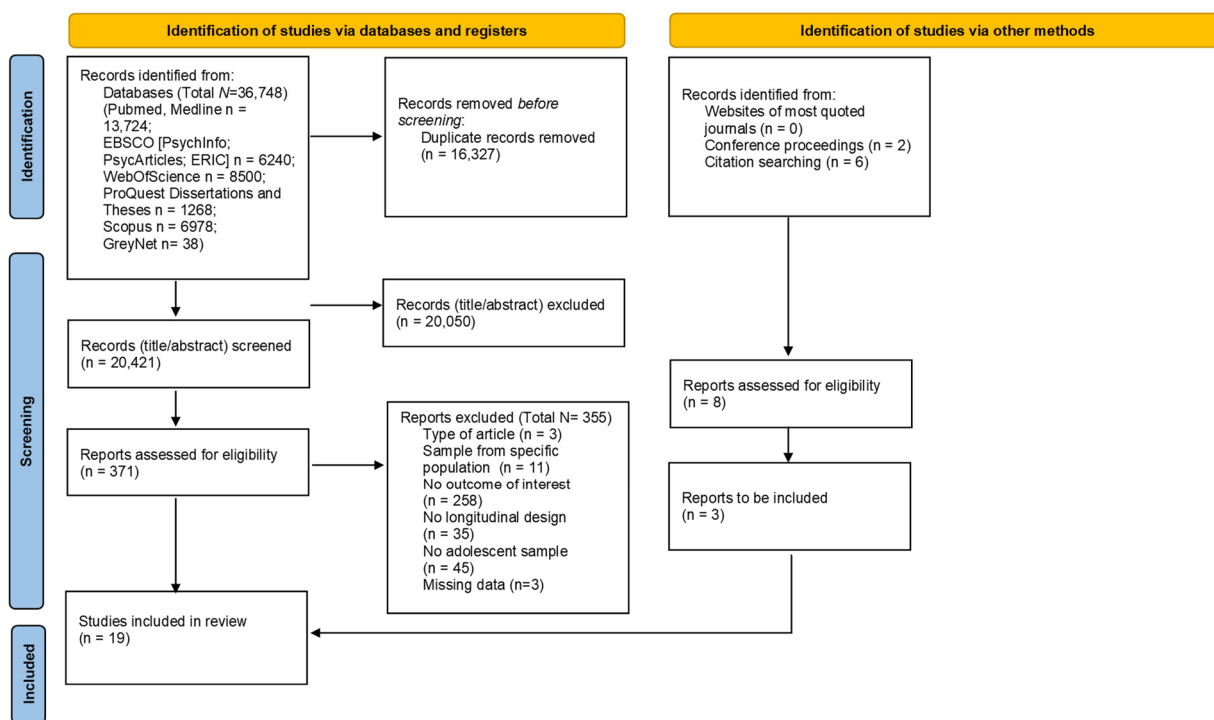 Identification of studies via databases and registers
Identification of studies via other methods
Identification
Records identified from:
Databases (Total N=36,748)
(Pubmed, Medline n =
13,724;
EBSCO [PsychInfo;
PsycArticles; ERIC] n = 6240;
WebOfScience n = 8500;
ProQuest Dissertations and
Theses n = 1268;
Scopus n = 6978;
GreyNet n= 38)
Records removed before
screening:
Duplicate records removed
(n = 16,327)
Records identified from:
Websites of most quoted
journals (n = 0)
Conference proceedings (n = 2)
Citation searching (n = 6)
Screening
Records (title/abstract) screened
(n = 20,421)
Records (title/abstract) excluded
(n = 20,050)
Reports assessed for eligibility
(n = 371)
Reports excluded (Total N= 355)
Type of article (n = 3)
Sample from specific
population (n = 11)
No outcome of interest
(n = 258)
No longitudinal design
(n = 35)
No adolescent sample
(n = 45)
Missing data (n=3)
Reports assessed for eligibility
(n = 8)
Reports to be included
(n = 3)
Included
Studies included in review
(n = 19)